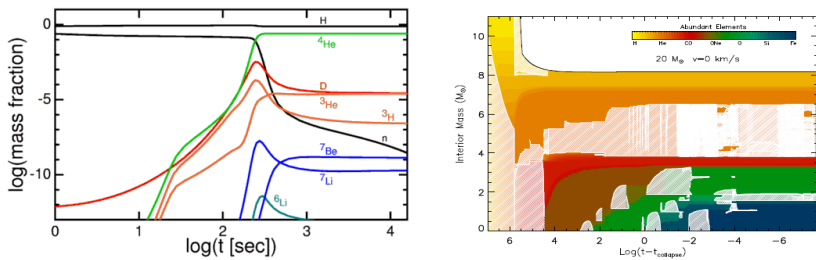 log(mass fraction)
0
-5
-10
H
⁴He
D
³He
³H
n
⁷Be
⁷Li
⁶Li
0
1
2
3
4
log(t [sec])
Abundant Elements
H He CO ONe O Si Fe
20 M⊙ v=0 km/s
Interior Mass (M⊙)
10
8
6
4
2
0
6 4 2 0 -2 -4 -6
Log(t-tcollapse)